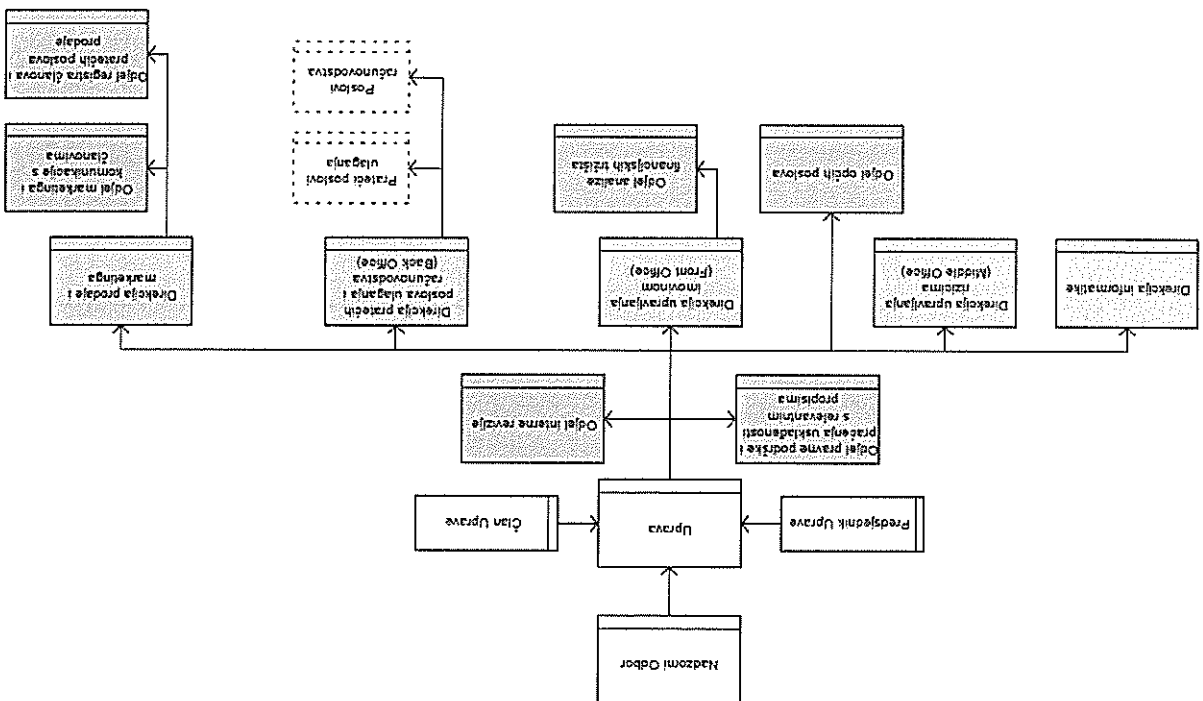 Nadzorni Odbor
Predsjednik Uprave
Uprava
Član Uprave
Odjel pravne podrške i
praćenja usklađenosti
s relevantnim
propisima
Odjel interne revizije
Direkcija informatike
Direkcija upravljanja
rizicima
(Middle Office)
Direkcija upravljanja
imovinom
(Front Office)
Direkcija pratećih
poslova ulaganja i
računovodstva
(Back Office)
Direkcija prodaje i
marketinga
Odjel općih poslova
Odjel analize
financijskih tržišta
Prateći poslovi
ulaganja
Odjel marketinga i
komunikacije s
članovima
Poslovi
računovodstva
Odjel registra članova i
pratećih poslova
prodaje